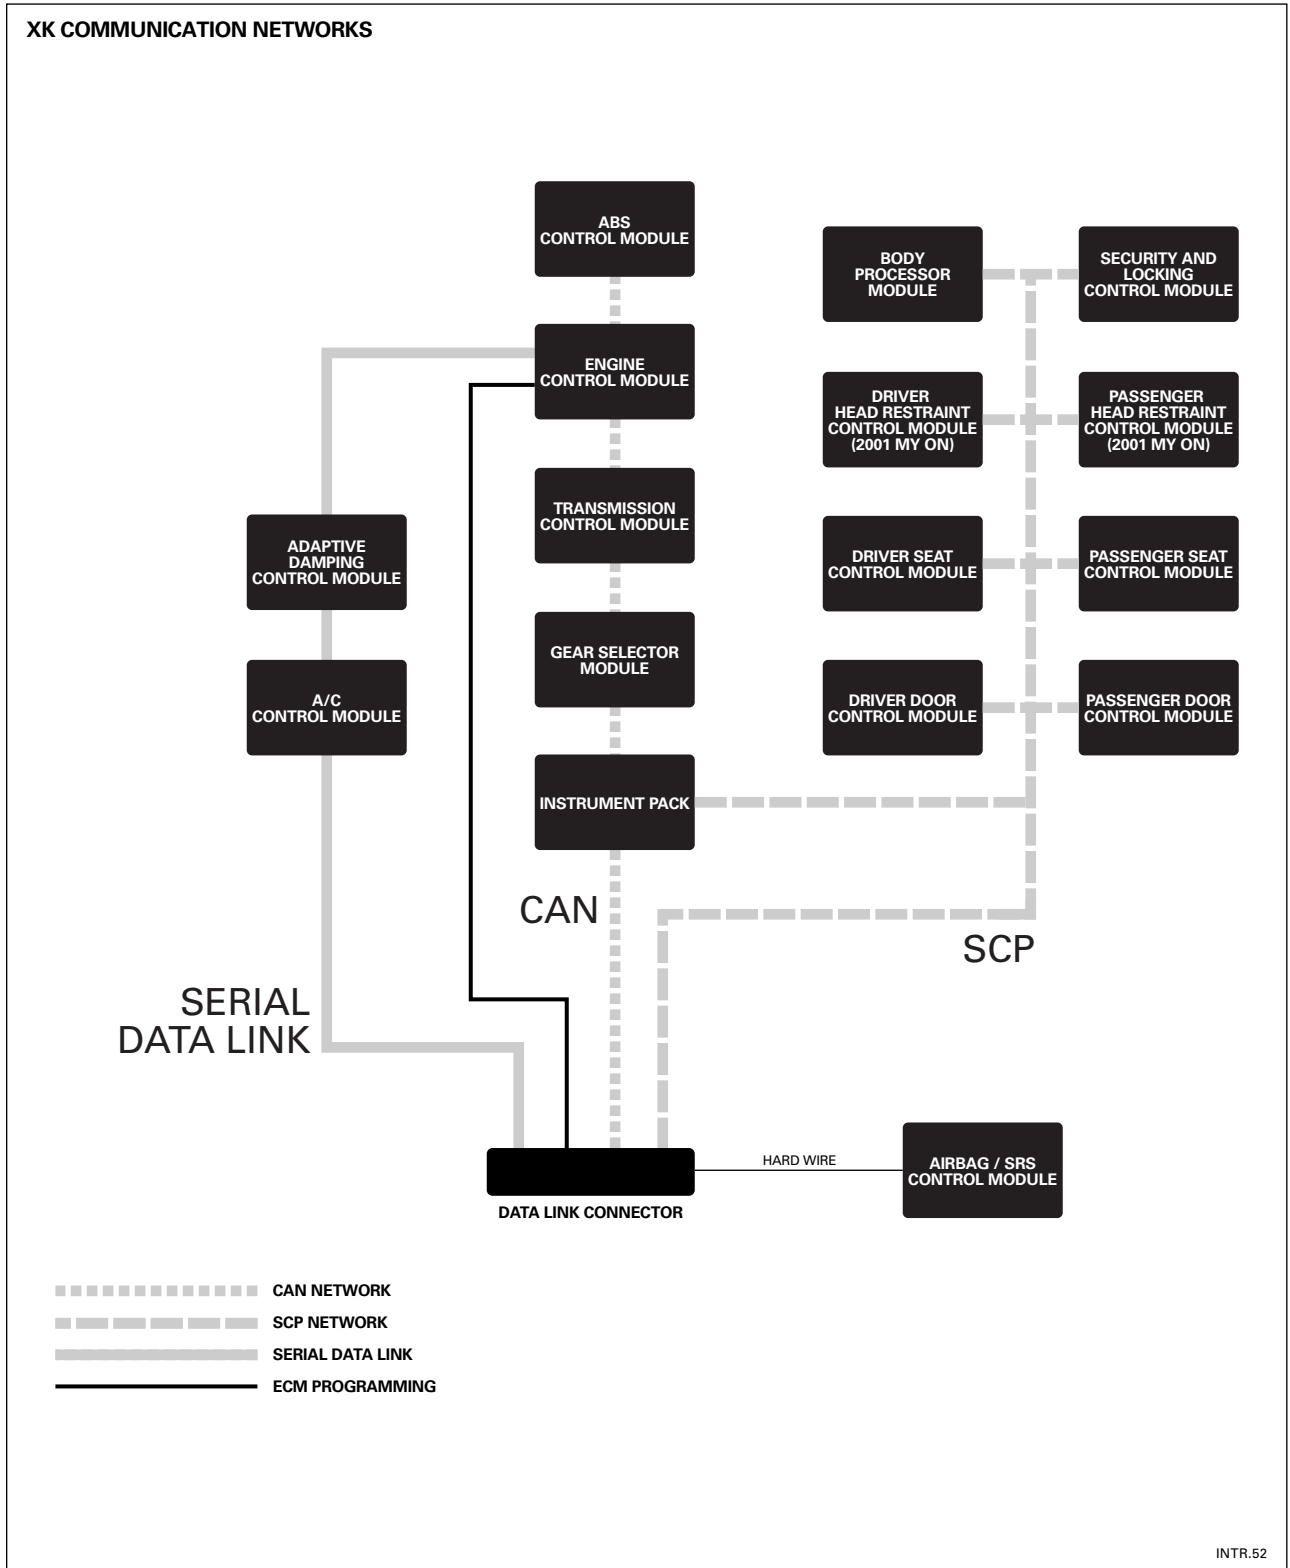 XK COMMUNICATION NETWORKS
ABS
CONTROL MODULE
BODY
PROCESSOR
MODULE
SECURITY AND
LOCKING
CONTROL MODULE
ENGINE
CONTROL MODULE
DRIVER
HEAD RESTRAINT
CONTROL MODULE
(2001 MY ON)
PASSENGER
HEAD RESTRAINT
CONTROL MODULE
(2001 MY ON)
TRANSMISSION
CONTROL MODULE
ADAPTIVE
DAMPING
CONTROL MODULE
DRIVER SEAT
CONTROL MODULE
PASSENGER SEAT
CONTROL MODULE
GEAR SELECTOR
MODULE
A/C
CONTROL MODULE
DRIVER DOOR
CONTROL MODULE
PASSENGER DOOR
CONTROL MODULE
INSTRUMENT PACK
CAN
SCP
SERIAL
DATA LINK
HARD WIRE
AIRBAG / SRS
CONTROL MODULE
DATA LINK CONNECTOR
CAN NETWORK
SCP NETWORK
SERIAL DATA LINK
ECM PROGRAMMING
INTR.52